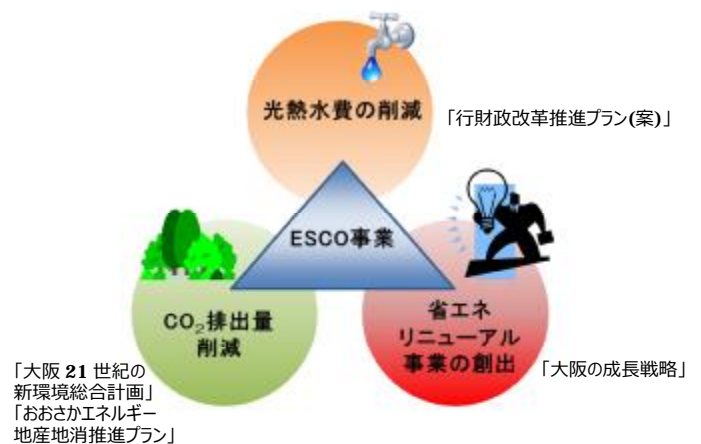 光熱水費の削減
「行財政改革推進プラン(案)」
ESCO事業
CO₂排出量
削減
省エネ
リニューアル
事業の創出
「大阪 21 世紀の
新環境総合計画」
「おおさかエネルギー
地産地消推進プラン」
「大阪の成長戦略」